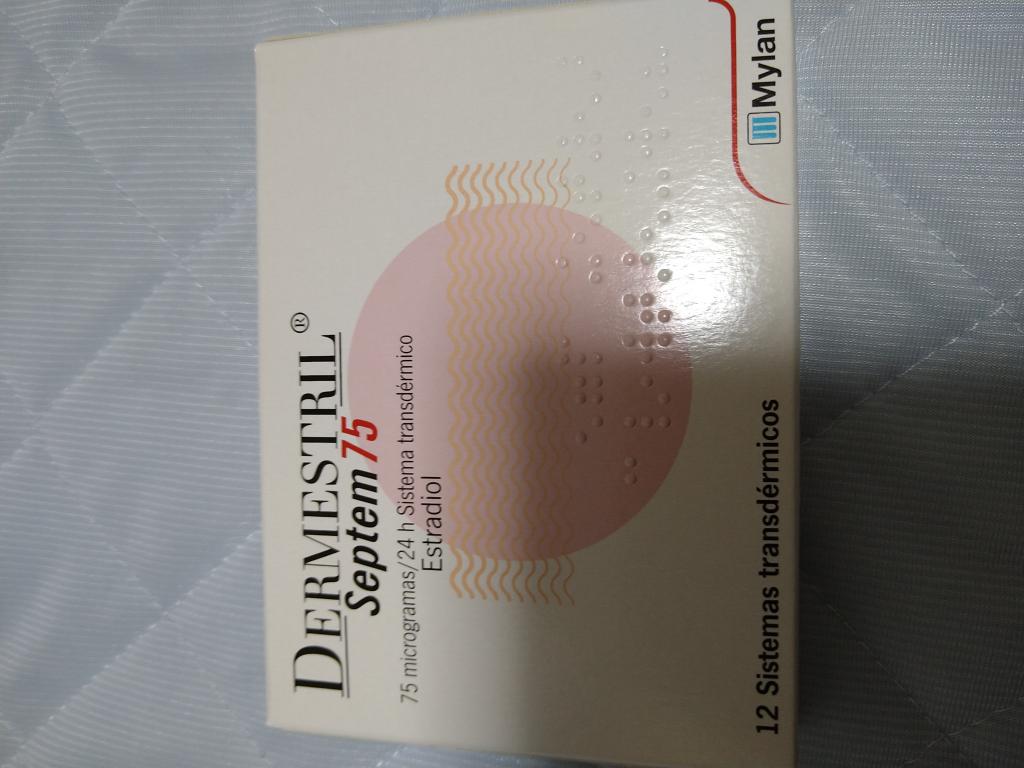 DERMESTRIL®
Septem 75
75 microgramas/24 h Sistema transdérmico
Estradiol
12 Sistemas transdérmicos
Mylan